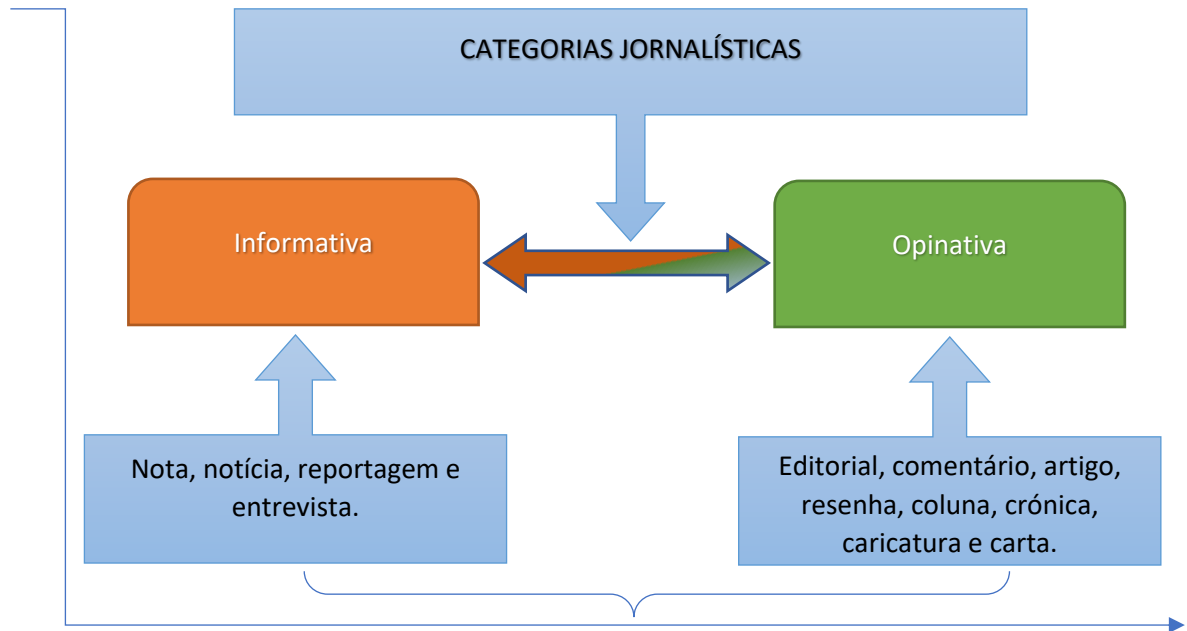 CATEGORIAS JORNALÍSTICAS
Informativa
Opinativa
Nota, notícia, reportagem e
entrevista.
Editorial, comentário, artigo,
resenha, coluna, crónica,
caricatura e carta.